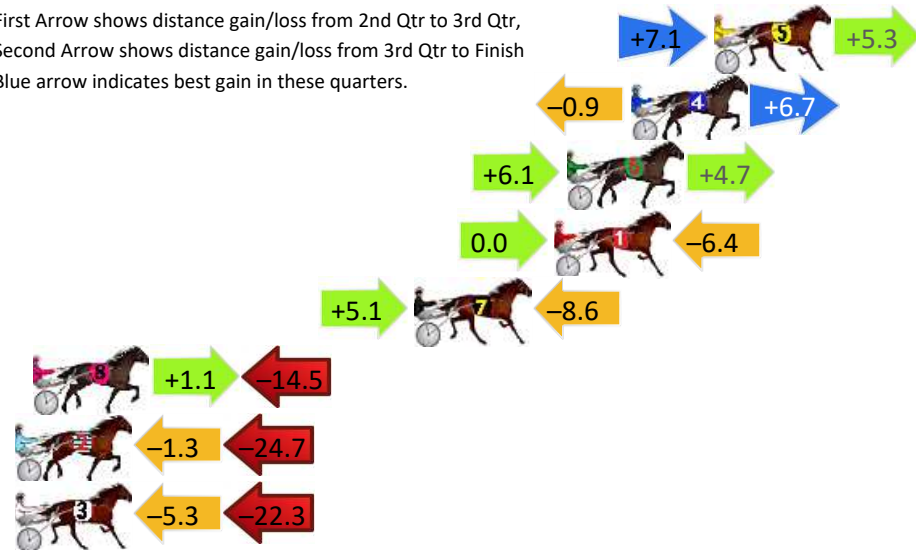 First Arrow shows distance gain/loss from 2nd Qtr to 3rd Qtr,
Second Arrow shows distance gain/loss from 3rd Qtr to Finish
Blue arrow indicates best gain in these quarters.
+7.1 5 +5.3
–0.9 4 +6.7
+6.1 6 +4.7
0.0 1 –6.4
+5.1 7 –8.6
8 +1.1 –14.5
2 –1.3 –24.7
3 –5.3 –22.3